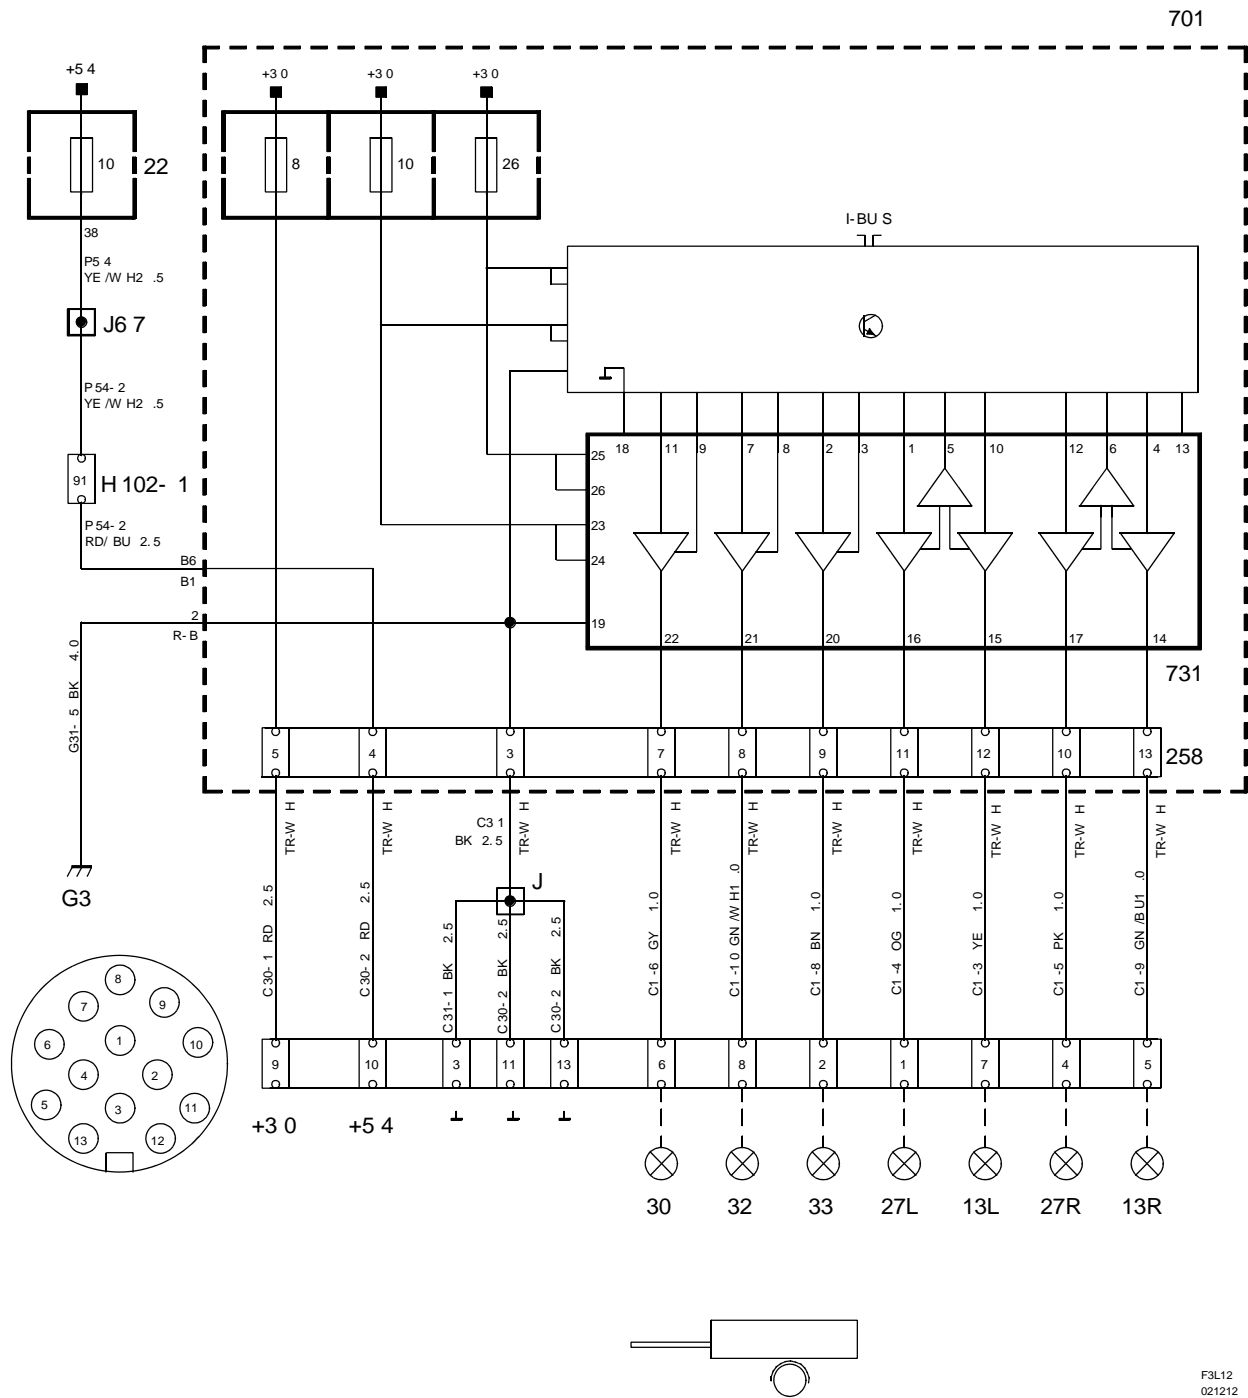 701
+5 4
+3 0
+3 0
+3 0
10
22
8
10
26
38
I-BU S
P5 4
YE /W H2 .5
J6 7
P 54- 2
YE /W H2 .5
18 11 9 7 8 2 3 1 5 10 12 6 4 13
25
91
H 102- 1
26
P 54- 2
RD/ BU 2. 5
23
B6
24
B1
2
19
R- B
22 21 20 16 15 17 14
731
G31- 5 BK 4. 0
5 4 3 7 8 9 11 12 10 13
258
TR-W H
TR-W H
C3 1
BK 2. 5
TR-W H
TR-W H
TR-W H
TR-W H
TR-W H
TR-W H
TR-W H
TR-W H
G3
J
C 30- 1 RD 2. 5
C 30- 2 RD 2. 5
C 31- 1 BK 2. 5
C 30- 2 BK 2. 5
C 30- 2 BK 2. 5
C1 -6 GY 1. 0
C1 -1 0 GN /W H1 .0
C1 -8 BN 1. 0
C1 -4 OG 1. 0
C1 -3 YE 1. 0
C1 -5 PK 1. 0
C1 -9 GN /B U1 .0
8
7 9
6 1 10
4 2
5 3 11
13 12
9 10 3 11 13 6 8 2 1 7 4 5
+3 0 +5 4
30 32 33 27L 13L 27R 13R
F3L12
021212